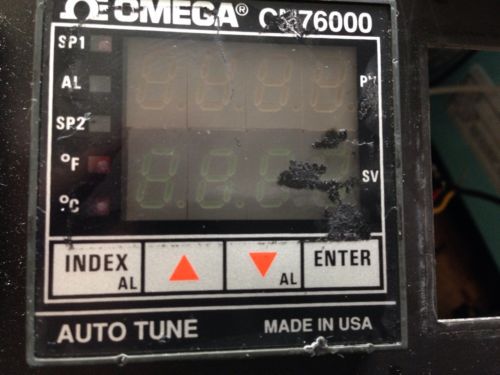 OMEGA® CN76000
SP1
AL
PV
SP2
°F
°C
SV
INDEX
AL
AL
ENTER
AUTO TUNE
MADE IN USA